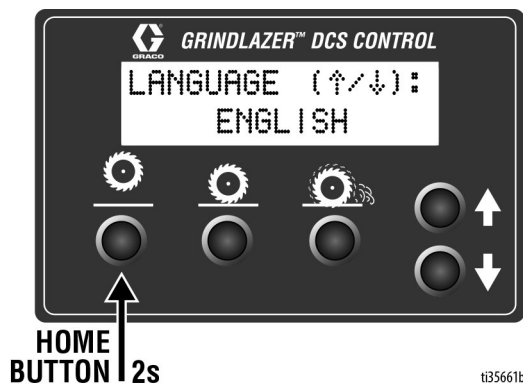 GRACO
GRINDLAZER™ DCS CONTROL
LANGUAGE (↑/↓):
ENGLISH
HOME
BUTTON 2s
ti35661b